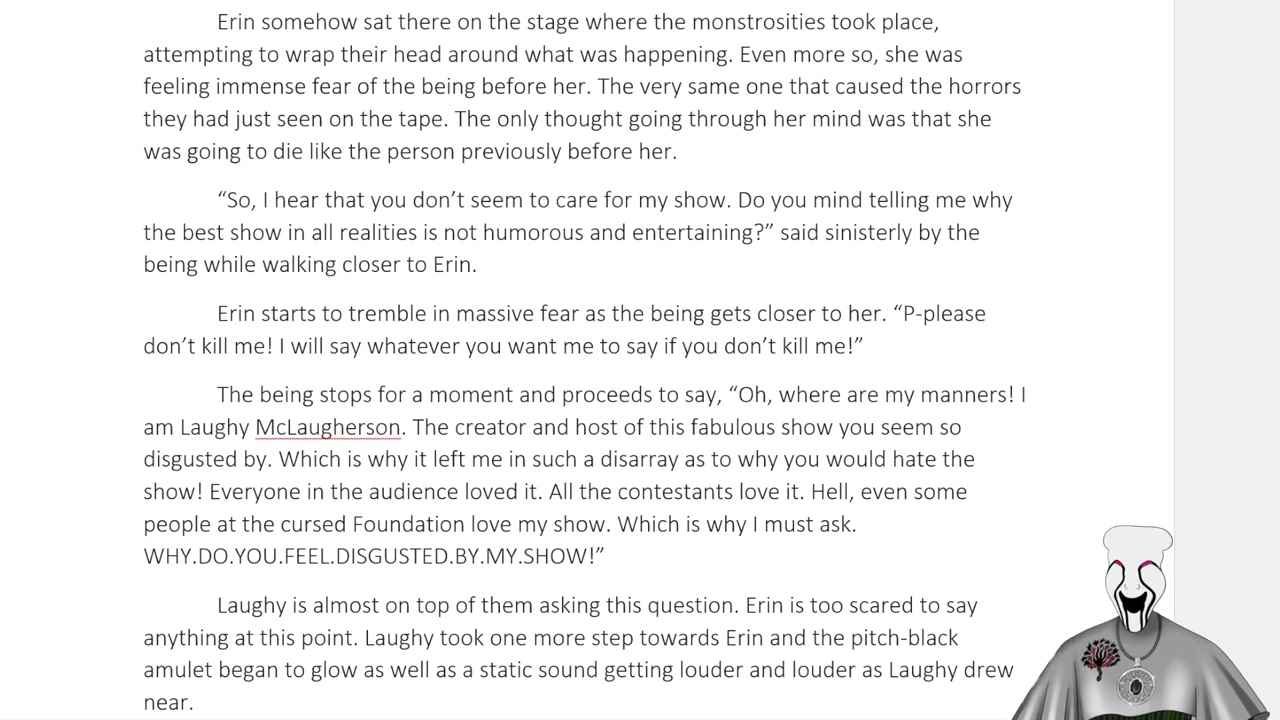 Erin somehow sat there on the stage where the monstrosities took place,
attempting to wrap their head around what was happening. Even more so, she was
feeling immense fear of the being before her. The very same one that caused the horrors
they had just seen on the tape. The only thought going through her mind was that she
was going to die like the person previously before her.
“So, I hear that you don’t seem to care for my show. Do you mind telling me why
the best show in all realities is not humorous and entertaining?” said sinisterly by the
being while walking closer to Erin.
Erin starts to tremble in massive fear as the being gets closer to her. “P-please
don’t kill me! I will say whatever you want me to say if you don’t kill me!”
The being stops for a moment and proceeds to say, “Oh, where are my manners! I
am Laughy McLaugherson. The creator and host of this fabulous show you seem so
disgusted by. Which is why it left me in such a disarray as to why you would hate the
show! Everyone in the audience loved it. All the contestants love it. Hell, even some
people at the cursed Foundation love my show. Which is why I must ask.
WHY.DO.YOU.FEEL.DISGUSTED.BY.MY.SHOW!”
Laughy is almost on top of them asking this question. Erin is too scared to say
anything at this point. Laughy took one more step towards Erin and the pitch-black
amulet began to glow as well as a static sound getting louder and louder as Laughy drew
near.